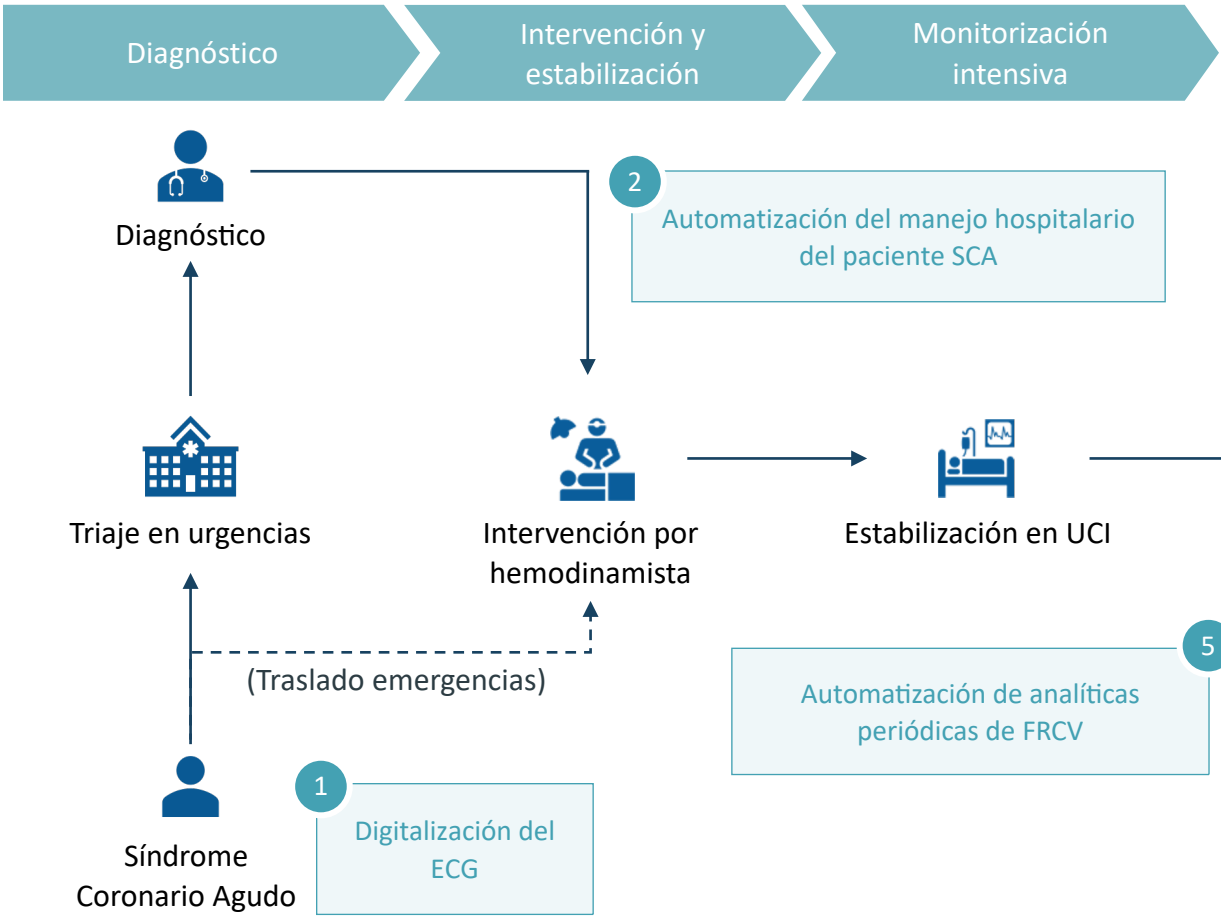 Diagnóstico
Intervención y
estabilización
Monitorización
intensiva
Diagnóstico
2
Automatización del manejo hospitalario
del paciente SCA
Triaje en urgencias
Intervención por
hemodinamista
Estabilización en UCI
(Traslado emergencias)
5
Automatización de analíticas
periódicas de FRCV
Síndrome
Coronario Agudo
1
Digitalización del
ECG